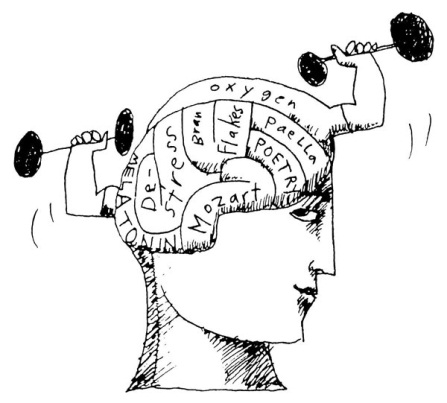 oxygen
Bran
Flakes
Paella
POETRY
De-
stress
Mozart
MELATONIN